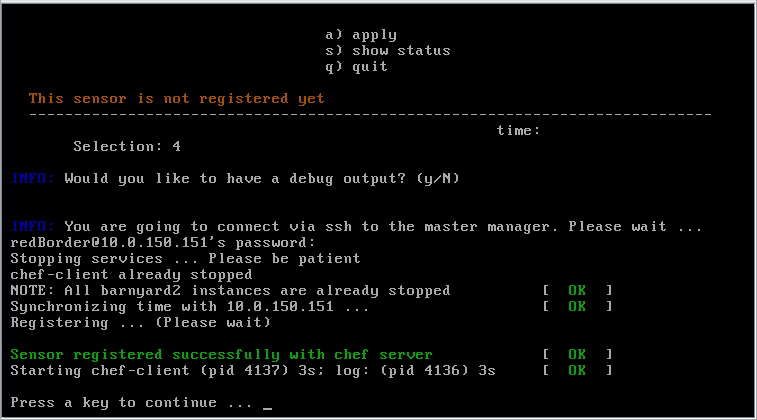 a) apply
s) show status
q) quit
This sensor is not registered yet
--------------------------------------------------------------------------------
time:
Selection: 4
INFO: Would you like to have a debug output? (y/N)
INFO: You are going to connect via ssh to the master manager. Please wait ...
redBorder@10.0.150.151's password:
Stopping services ... Please be patient
chef-client already stopped
NOTE: All barnyard2 instances are already stopped [ OK ]
Synchronizing time with 10.0.150.151 ... [ OK ]
Registering ... (Please wait)
Sensor registered successfully with chef server [ OK ]
Starting chef-client (pid 4137) 3s; log: (pid 4136) 3s [ OK ]
Press a key to continue ... _